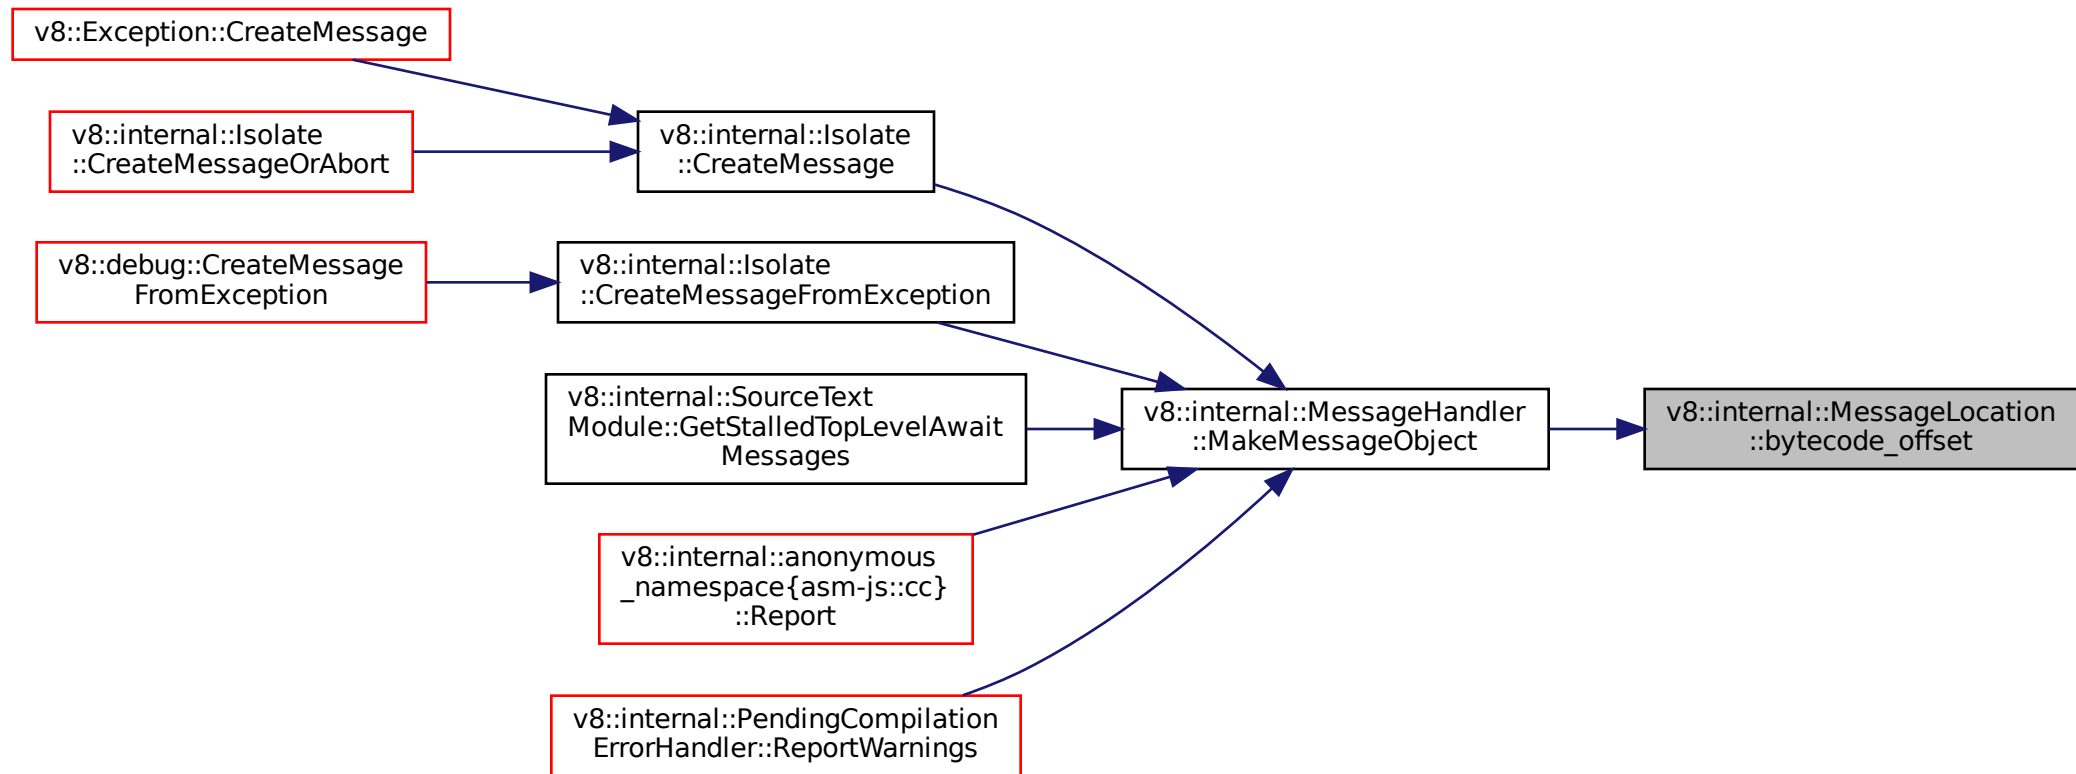 v8::Exception::CreateMessage
v8::internal::Isolate
::CreateMessageOrAbort
v8::internal::Isolate
::CreateMessage
v8::debug::CreateMessage
FromException
v8::internal::Isolate
::CreateMessageFromException
v8::internal::SourceText
Module::GetStalledTopLevelAwait
Messages
v8::internal::MessageHandler
::MakeMessageObject
v8::internal::MessageLocation
::bytecode_offset
v8::internal::anonymous
_namespace{asm-js::cc}
::Report
v8::internal::PendingCompilation
ErrorHandler::ReportWarnings